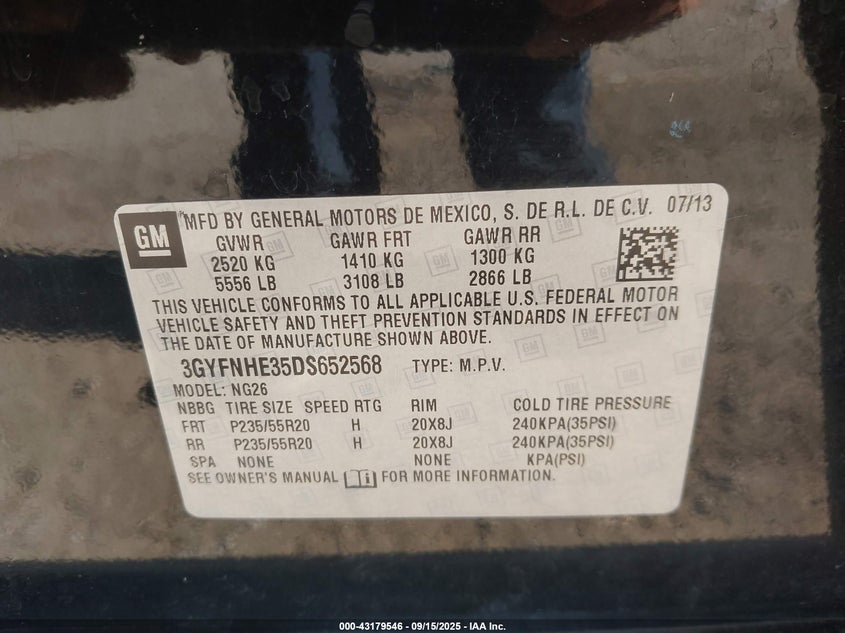 GM
® MFD BY GENERAL MOTORS DE MEXICO, S. DE R.L. DE C.V. 07/13
GVWR GAWR FRT GAWR RR
2520 KG 1410 KG 1300 KG
5556 LB 3108 LB 2866 LB
THIS VEHICLE CONFORMS TO ALL APPLICABLE U.S. FEDERAL MOTOR
VEHICLE SAFETY AND THEFT PREVENTION STANDARDS IN EFFECT ON
THE DATE OF MANUFACTURE SHOWN ABOVE.
3GYFNHE35DS652568 TYPE: M.P.V.
MODEL: NG26
NBBG TIRE SIZE SPEED RTG RIM COLD TIRE PRESSURE
FRT P235/55R20 H 20X8J 240KPA(35PSI)
RR P235/55R20 H 20X8J 240KPA(35PSI)
SPA NONE NONE KPA(PSI)
SEE OWNER'S MANUAL FOR MORE INFORMATION.
000-43179546 - 09/15/2025 - IAA Inc.